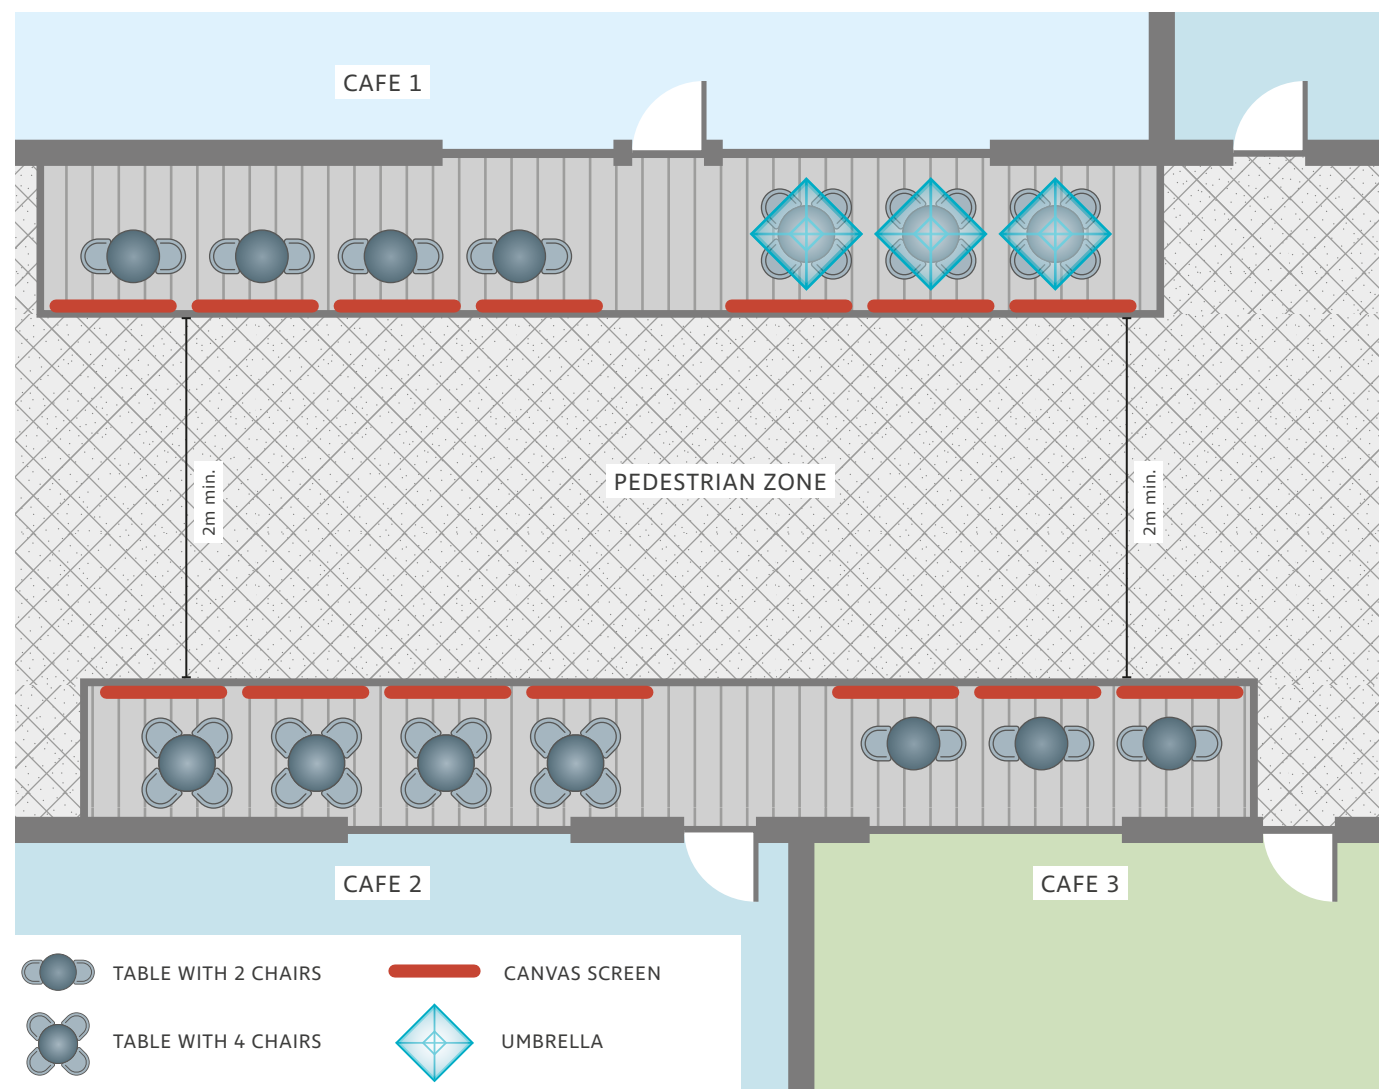 CAFE 1
2m min.
PEDESTRIAN ZONE
2m min.
CAFE 2
CAFE 3
TABLE WITH 2 CHAIRS
CANVAS SCREEN
TABLE WITH 4 CHAIRS
UMBRELLA